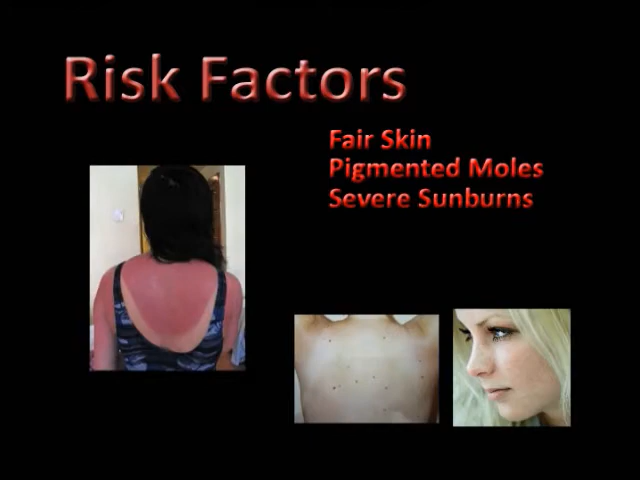 Risk Factors
Fair Skin
Pigmented Moles
Severe Sunburns